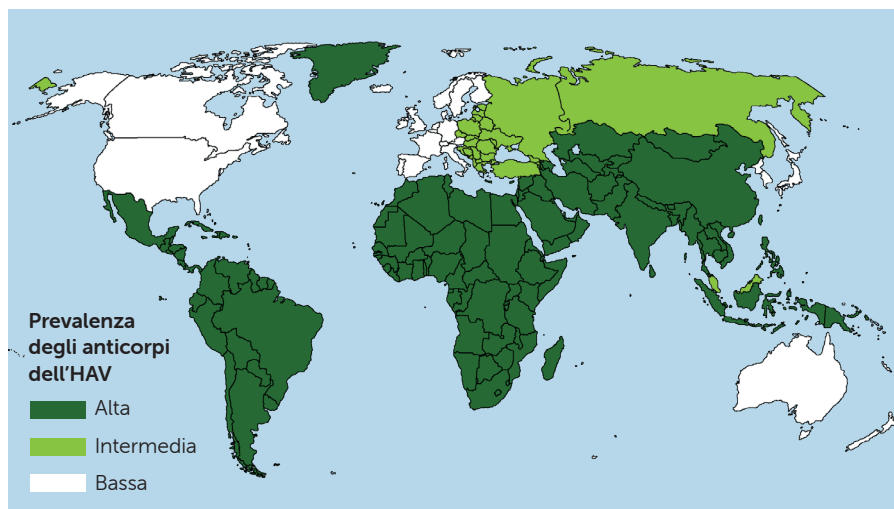 Prevalenza
degli anticorpi
dell'HAV
Alta
Intermedia
Bassa